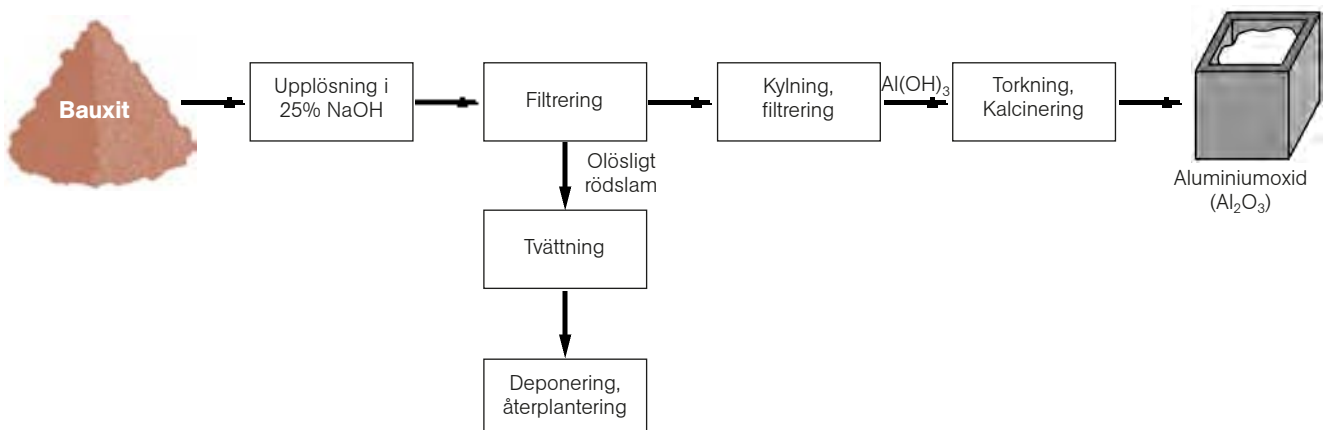 Bauxit
Upplösning i
25% NaOH
Filtrering
Kylning,
filtrering
Al(OH)₃
Torkning,
Kalcinering
Aluminiumoxid
(Al₂O₃)
Olösligt
rödslam
Tvättning
Deponering,
återplantering